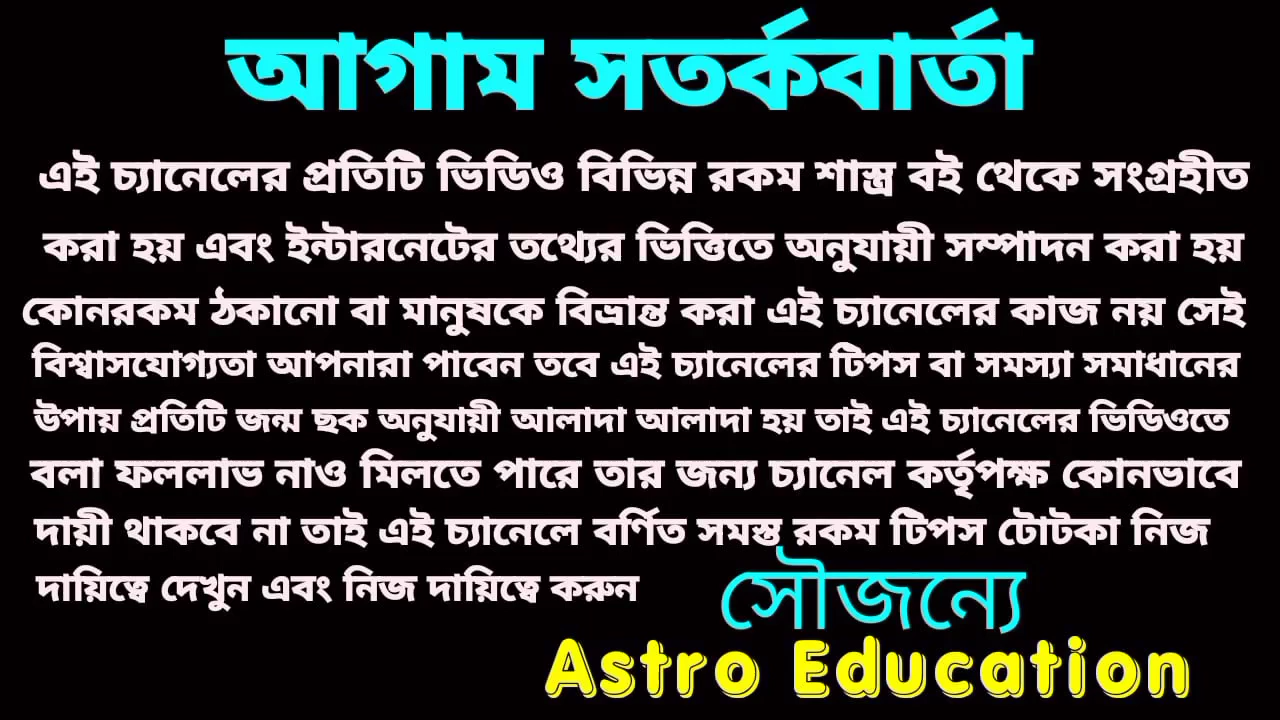 আগাম সতর্কবার্তা
এই চ্যানেলের প্রতিটি ভিডিও বিভিন্ন রকম শাস্ত্র বই থেকে সংগ্রহীত
করা হয় এবং ইন্টারনেটের তথ্যের ভিত্তিতে অনুযায়ী সম্পাদন করা হয়
কোনরকম ঠকানো বা মানুষকে বিভ্রান্ত করা এই চ্যানেলের কাজ নয় সেই
বিশ্বাসযোগ্যতা আপনারা পাবেন তবে এই চ্যানেলের টিপস বা সমস্যা সমাধানের
উপায় প্রতিটি জন্ম ছক অনুযায়ী আলাদা আলাদা হয় তাই এই চ্যানেলের ভিডিওতে
বলা ফললাভ নাও মিলতে পারে তার জন্য চ্যানেল কর্তৃপক্ষ কোনভাবে
দায়ী থাকবে না তাই এই চ্যানেলে বর্ণিত সমস্ত রকম টিপস টোটকা নিজ
দায়িত্বে দেখুন এবং নিজ দায়িত্বে করুন
সৌজন্যে
Astro Education